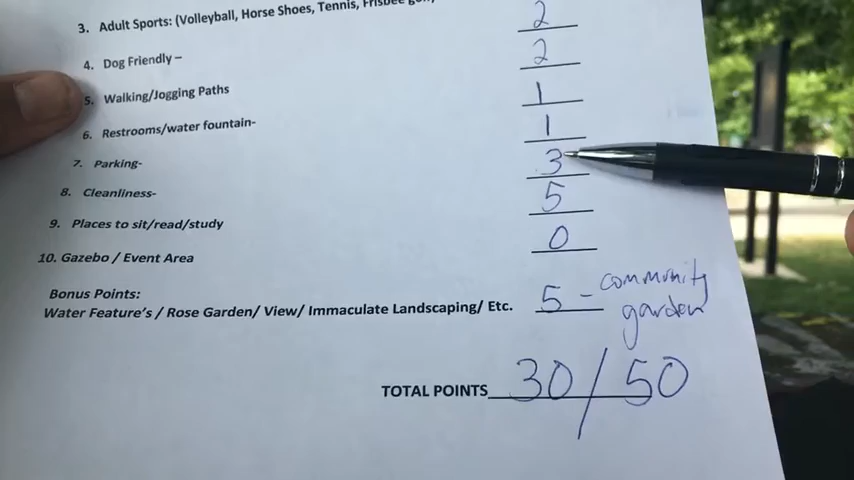 3. Adult Sports: (Volleyball, Horse Shoes, Tennis, Frisbee
4. Dog Friendly – 2
5. Walking/Jogging Paths 2
6. Restrooms/water fountain- 1
7. Parking- 1
8. Cleanliness- 3
9. Places to sit/read/study 5
10. Gazebo / Event Area 0
Bonus Points:
Water Feature's / Rose Garden/ View/ Immaculate Landscaping/ Etc. 5 - community
garden
TOTAL POINTS 30/50